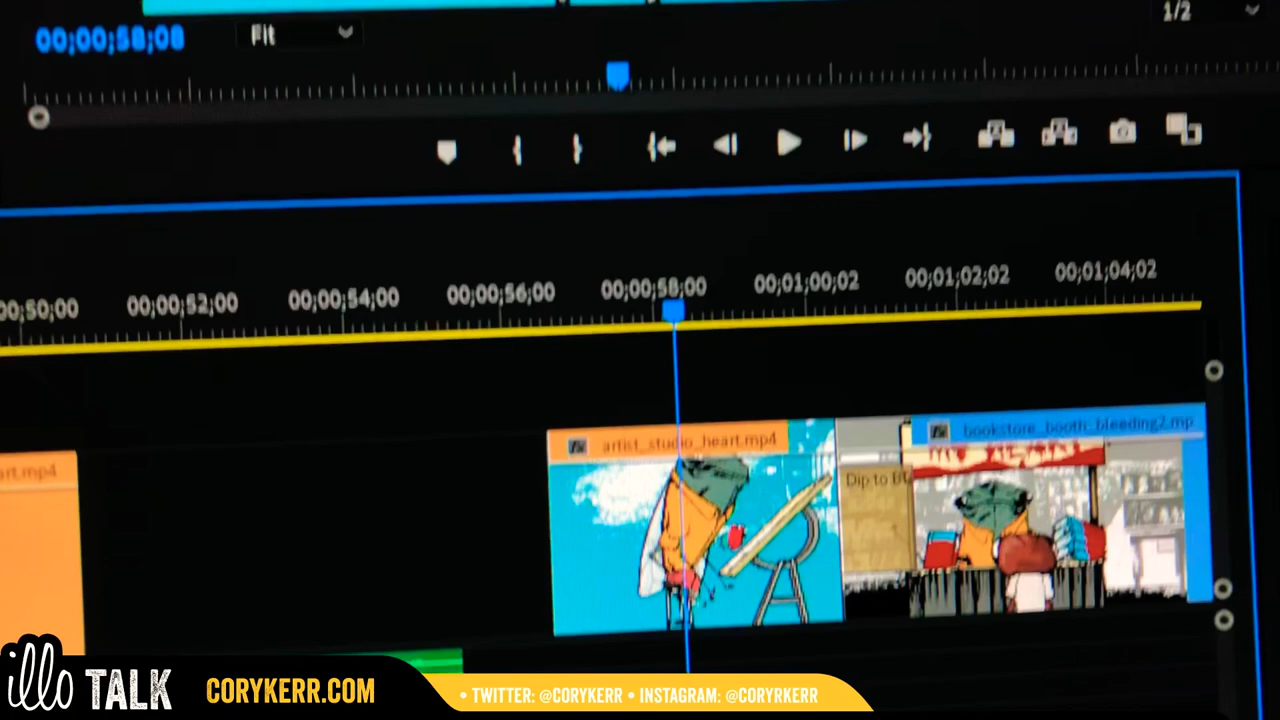 00;00;58;08
Fit
1/2
00;50;00
00;00;52;00
00;00;54;00
00;00;56;00
00;00;58;00
00;01;00;02
00;01;02;02
00;01;04;02
art.mp4
artist_studio_heart.mp4
Dip to
bookstore_booth_bleeding2.mp
illo TALK
CORYKERR.COM
• TWITTER: @CORYKERR • INSTAGRAM: @CORYRKERR